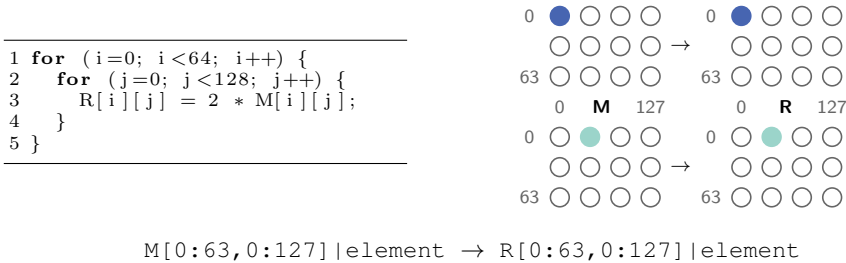 1 for (i=0; i<64; i++) {
2 for (j=0; j<128; j++) {
3 R[i][j] = 2 * M[i][j];
4 }
5 }
0 → 0
63 63
0 M 127 0 R 127
0 → 0
63 63
M[0:63,0:127]|element → R[0:63,0:127]|element